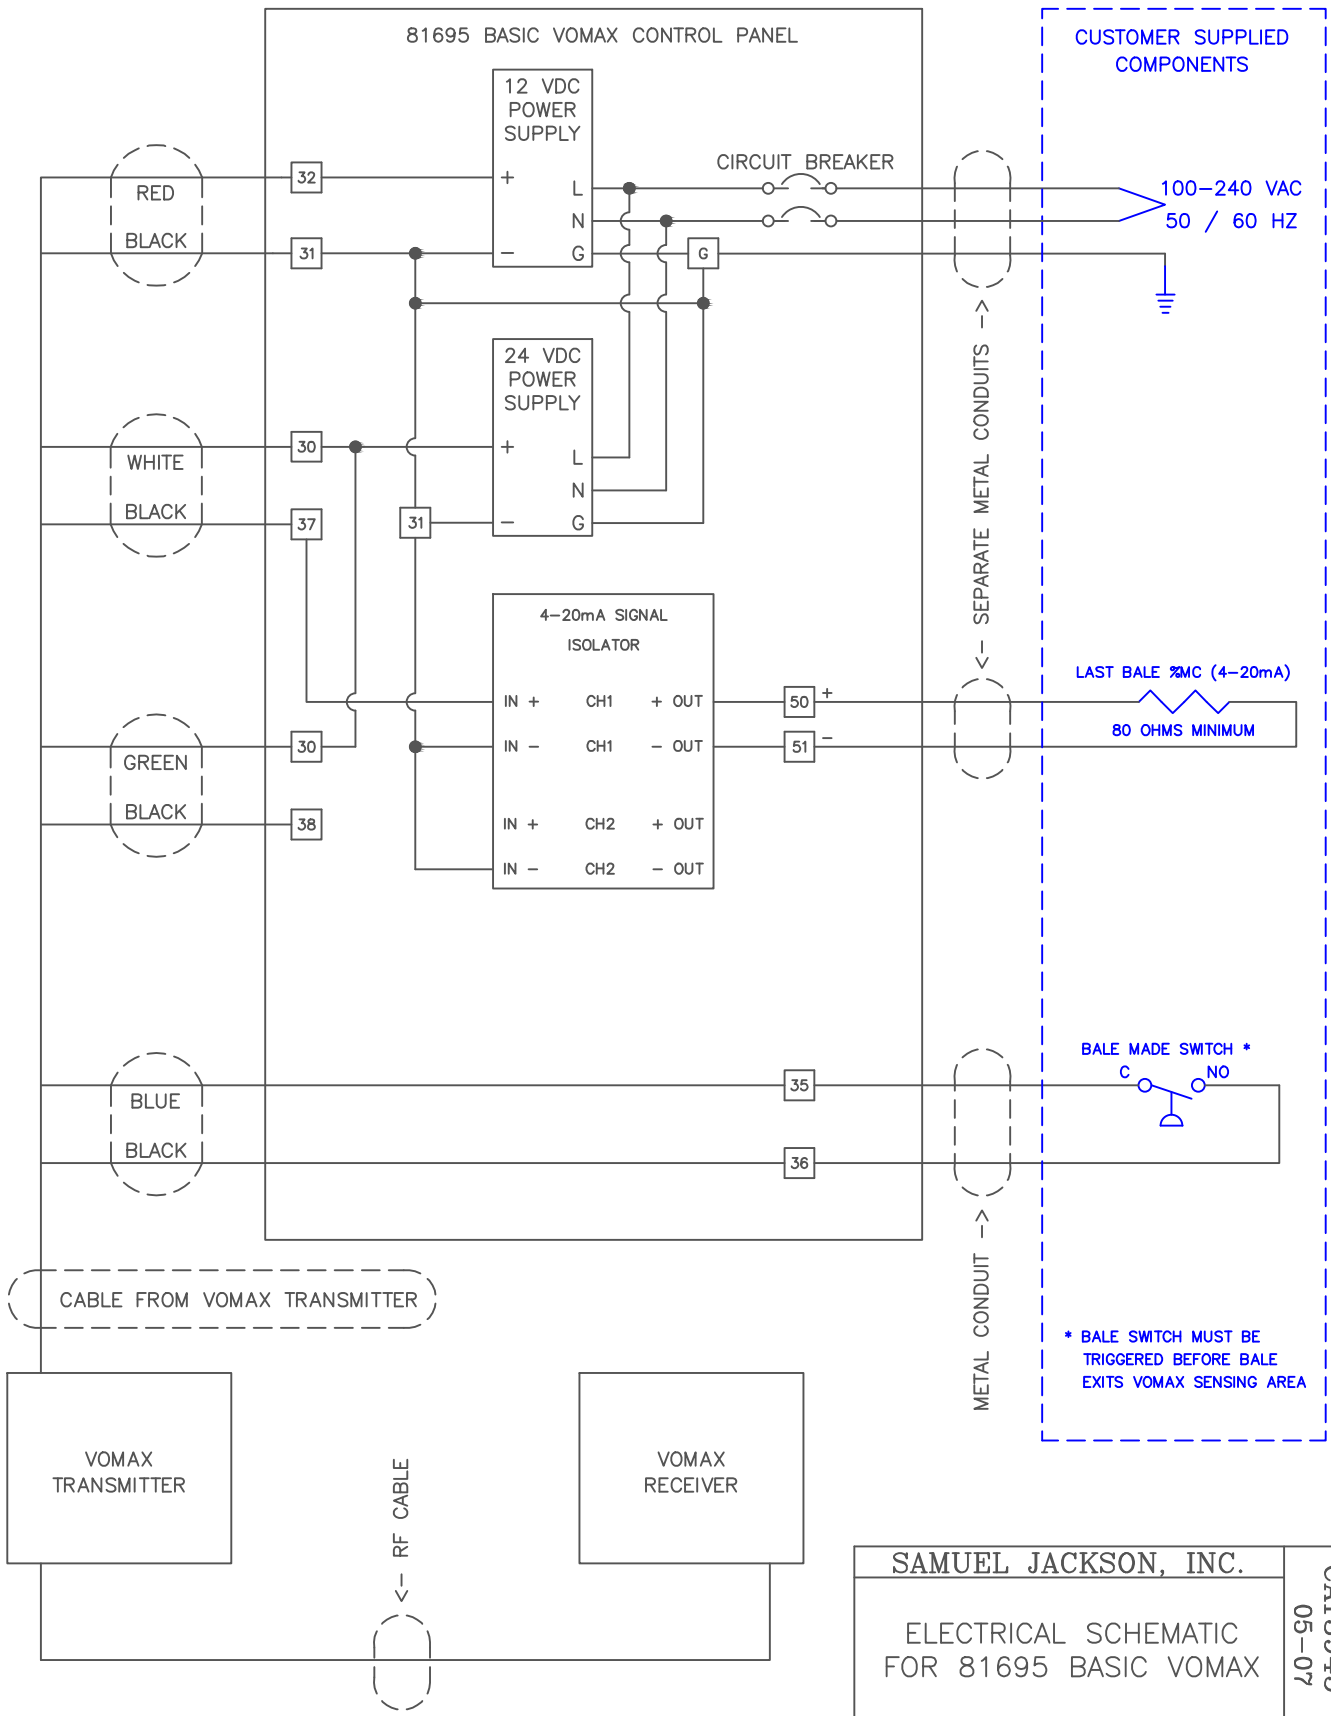 81695 BASIC VOMAX CONTROL PANEL
CUSTOMER SUPPLIED
COMPONENTS
12 VDC
POWER
SUPPLY
+
L
N
−
G
CIRCUIT BREAKER
100-240 VAC
50 / 60 HZ
RED
BLACK
32
31
G
24 VDC
POWER
SUPPLY
+
L
N
−
G
WHITE
BLACK
30
37
31
<- SEPARATE METAL CONDUITS ->
4-20mA SIGNAL
ISOLATOR
IN + CH1 + OUT
IN − CH1 − OUT
IN + CH2 + OUT
IN − CH2 − OUT
50 +
51 −
LAST BALE %MC (4-20mA)
80 OHMS MINIMUM
GREEN
BLACK
30
38
BLUE
BLACK
35
36
BALE MADE SWITCH *
C NO
METAL CONDUIT ->
* BALE SWITCH MUST BE
TRIGGERED BEFORE BALE
EXITS VOMAX SENSING AREA
CABLE FROM VOMAX TRANSMITTER
VOMAX
TRANSMITTER
<- RF CABLE
VOMAX
RECEIVER
SAMUEL JACKSON, INC.
ELECTRICAL SCHEMATIC
FOR 81695 BASIC VOMAX
05-07